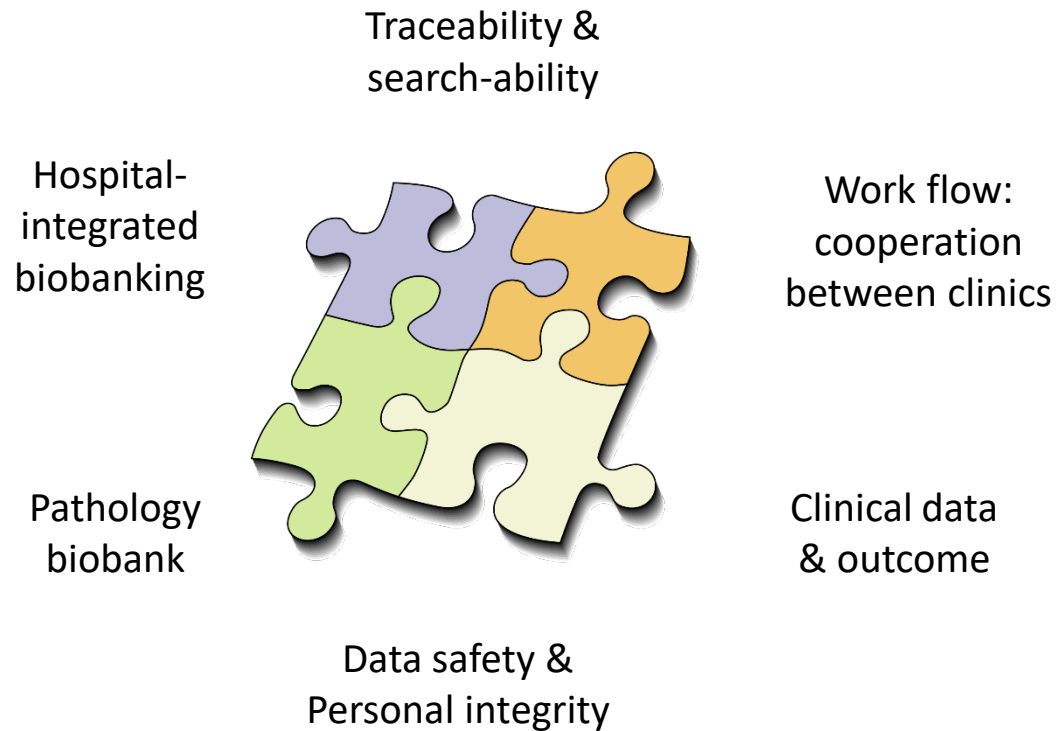 Traceability &
search-ability
Hospital-
integrated
biobanking
Work flow:
cooperation
between clinics
Pathology
biobank
Clinical data
& outcome
Data safety &
Personal integrity